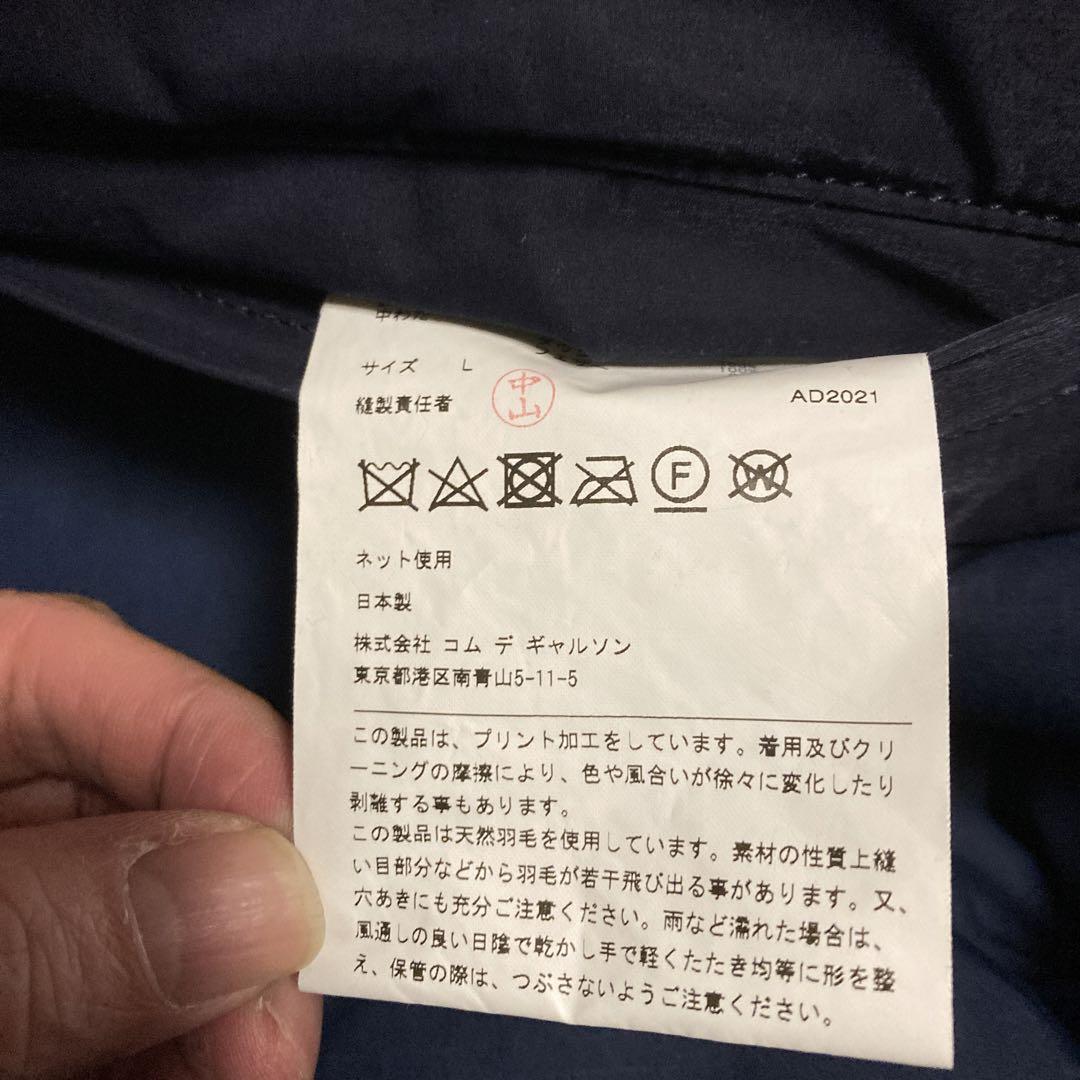 サイズ L
縫製責任者 中山 AD2021
F W
ネット使用
日本製
株式会社 コム デ ギャルソン
東京都港区南青山5-11-5
この製品は、プリント加工をしています。着用及びクリ
ーニングの摩擦により、色や風合いが徐々に変化したり
剥離する事もあります。
この製品は天然羽毛を使用しています。素材の性質上縫
い目部分などから羽毛が若干飛び出る事があります。又、
穴あきにも充分ご注意ください。雨など濡れた場合は、
風通しの良い日陰で乾かし手で軽くたたき均等に形を整
え、保管の際は、つぶさないようご注意ください。